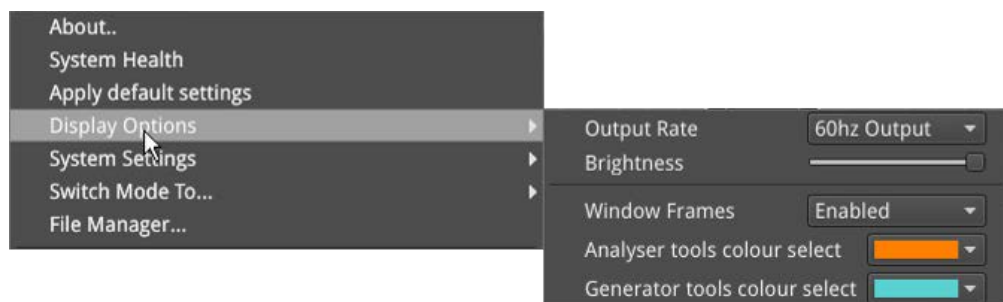 About..
System Health
Apply default settings
Display Options
System Settings
Switch Mode To...
File Manager...
Output Rate 60hz Output
Brightness
Window Frames Enabled
Analyser tools colour select
Generator tools colour select